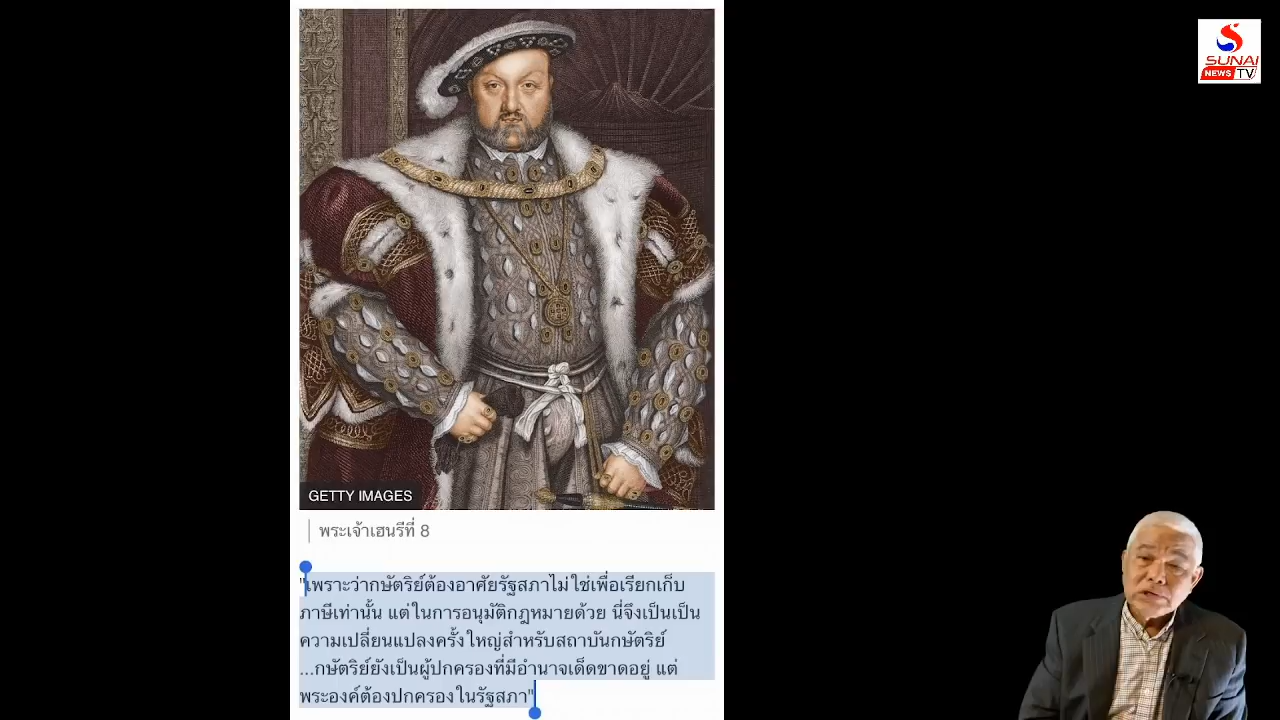 SUNAI
NEWS TV
GETTY IMAGES
พระเจ้าเฮนรีที่ 8
"เพราะว่ากษัตริย์ต้องอาศัยรัฐสภาไม่ใช่เพื่อเรียกเก็บ
ภาษีเท่านั้น แต่ในการอนุมัติกฎหมายด้วย นี่จึงเป็นเป็น
ความเปลี่ยนแปลงครั้งใหญ่สำหรับสถาบันกษัตริย์
...กษัตริย์ยังเป็นผู้ปกครองที่มีอำนาจเด็ดขาดอยู่ แต่
พระองค์ต้องปกครองในรัฐสภา"